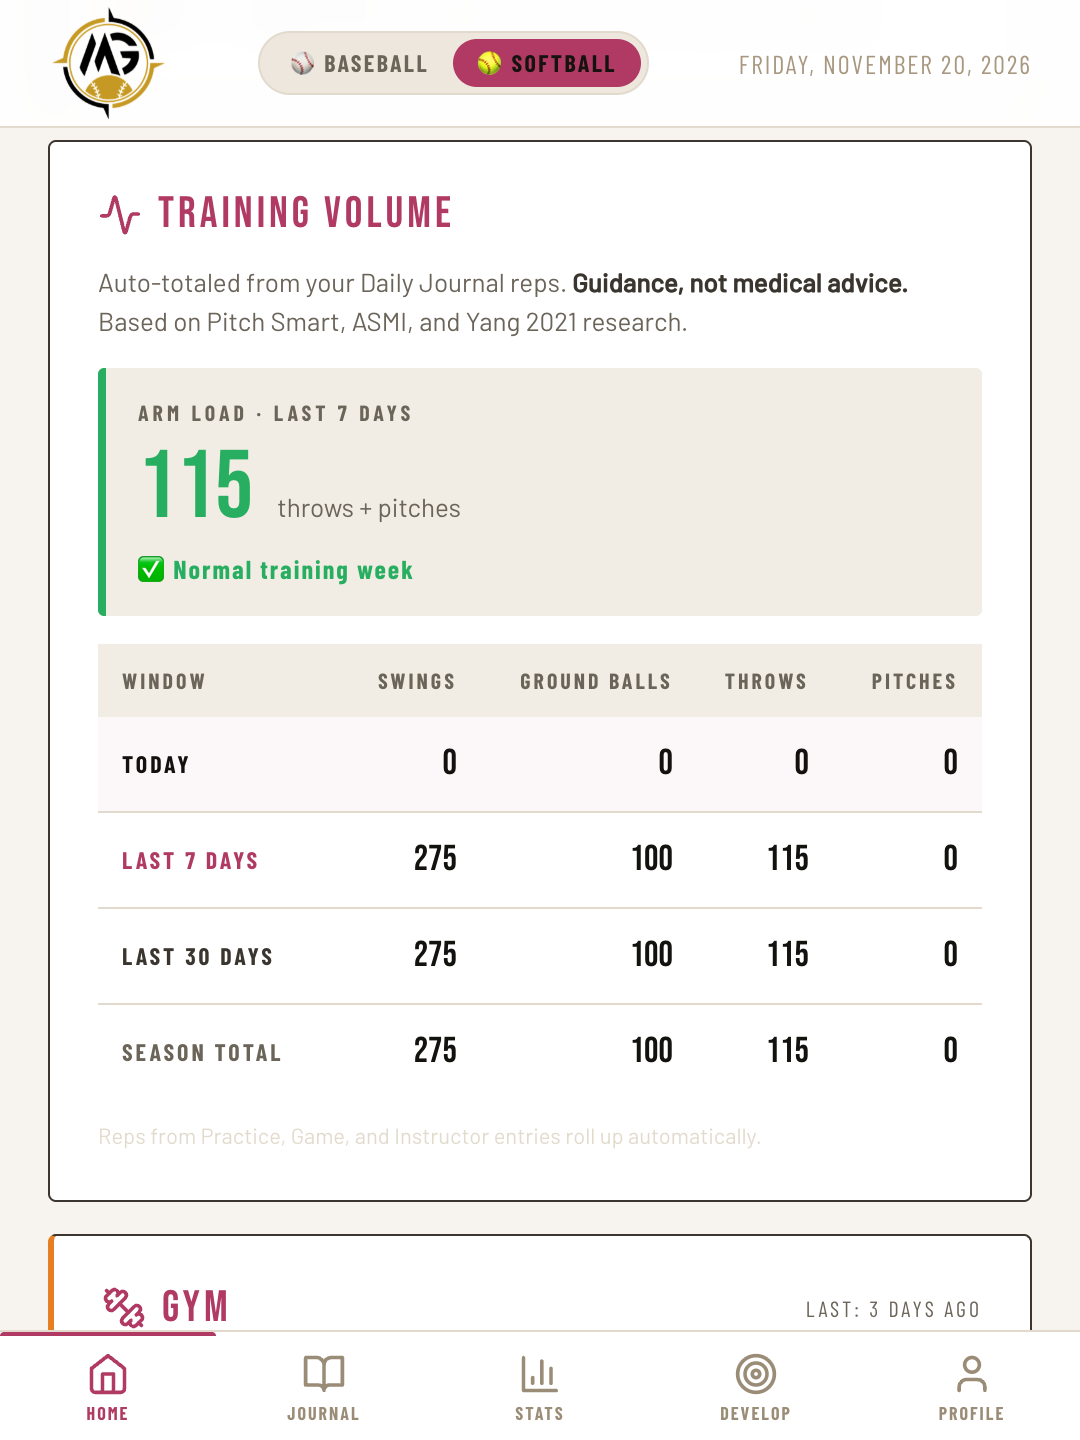 MG
BASEBALL
SOFTBALL
FRIDAY, NOVEMBER 20, 2026
TRAINING VOLUME
Auto-totaled from your Daily Journal reps. Guidance, not medical advice.
Based on Pitch Smart, ASMI, and Yang 2021 research.
ARM LOAD · LAST 7 DAYS
115 throws + pitches
✅ Normal training week
WINDOW SWINGS GROUND BALLS THROWS PITCHES
TODAY 0 0 0 0
LAST 7 DAYS 275 100 115 0
LAST 30 DAYS 275 100 115 0
SEASON TOTAL 275 100 115 0
Reps from Practice, Game, and Instructor entries roll up automatically.
GYM
LAST: 3 DAYS AGO
HOME JOURNAL STATS DEVELOP PROFILE